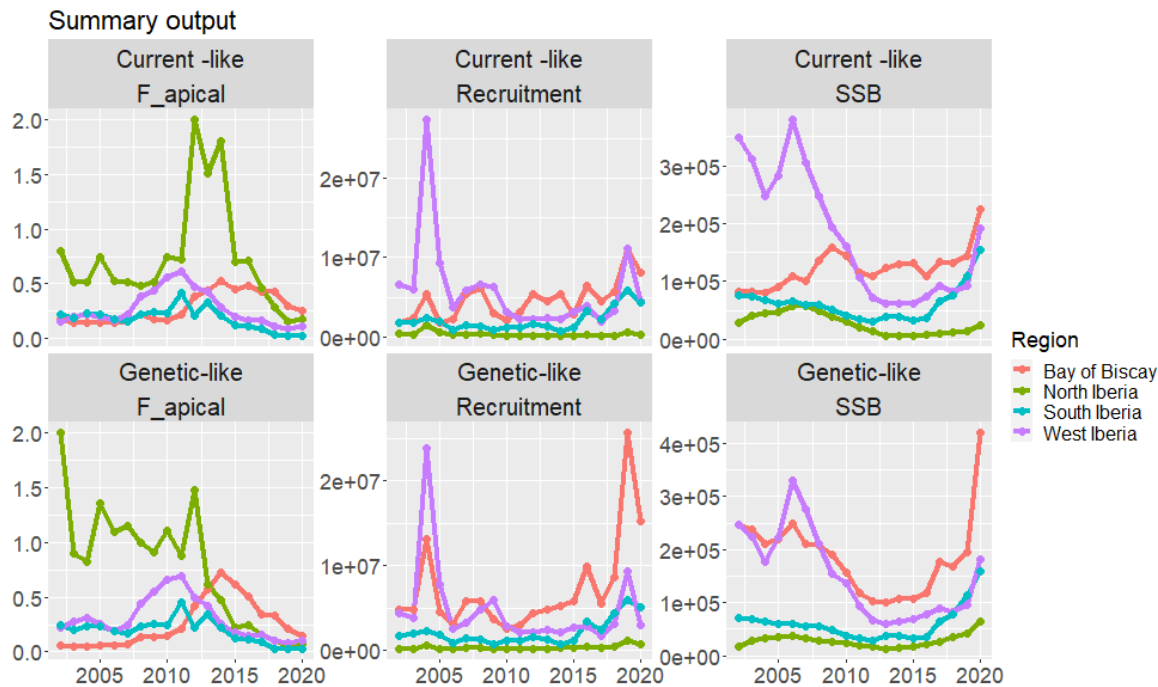 Summary output
Current -like
F_apical
Current -like
Recruitment
Current -like
SSB
2.0
1.5
1.0
0.5
0.0
2e+07
1e+07
0e+00
3e+05
2e+05
1e+05
0e+00
Genetic-like
F_apical
Genetic-like
Recruitment
Genetic-like
SSB
2.0
1.5
1.0
0.5
0.0
2e+07
1e+07
0e+00
4e+05
3e+05
2e+05
1e+05
0e+00
2005 2010 2015 2020
2005 2010 2015 2020
2005 2010 2015 2020
Region
Bay of Biscay
North Iberia
South Iberia
West Iberia